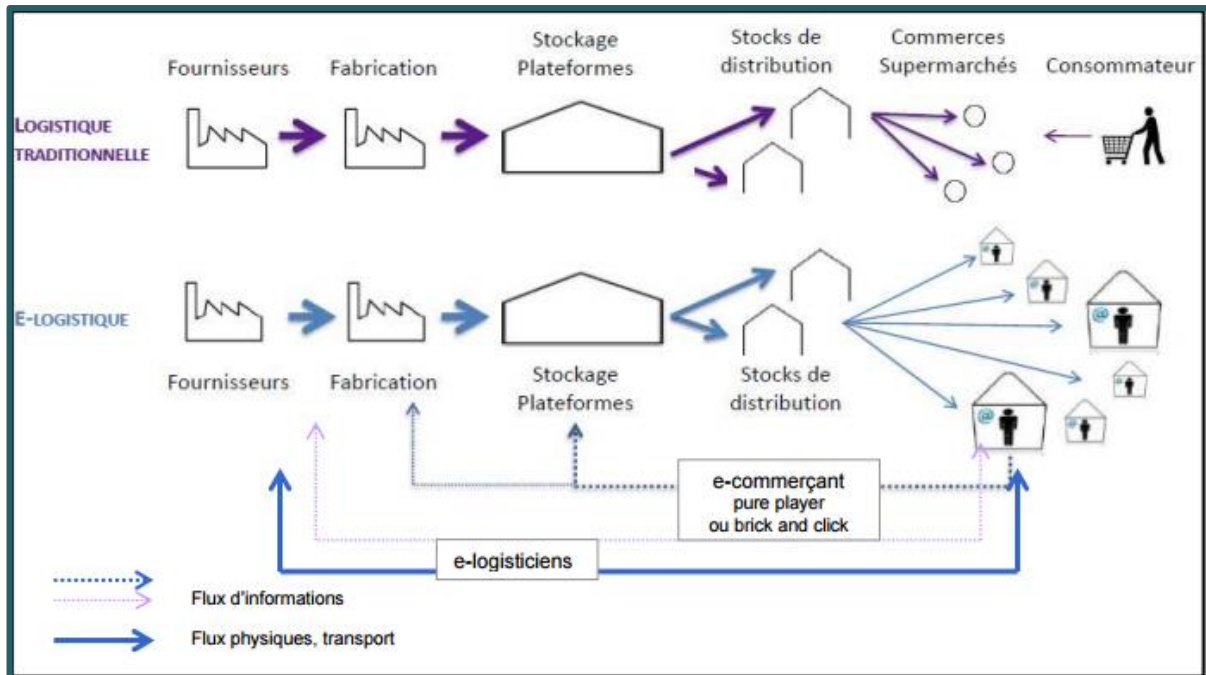 Fournisseurs
Fabrication
Stockage
Plateformes
Stocks de
distribution
Commerces
Supermarchés
Consommateur
LOGISTIQUE
TRADITIONNELLE
E-LOGISTIQUE
@
@
@
@
@
@
Fournisseurs
Fabrication
Stockage
Plateformes
Stocks de
distribution
e-commerçant
pure player
ou brick and click
e-logisticiens
Flux d'informations
Flux physiques, transport